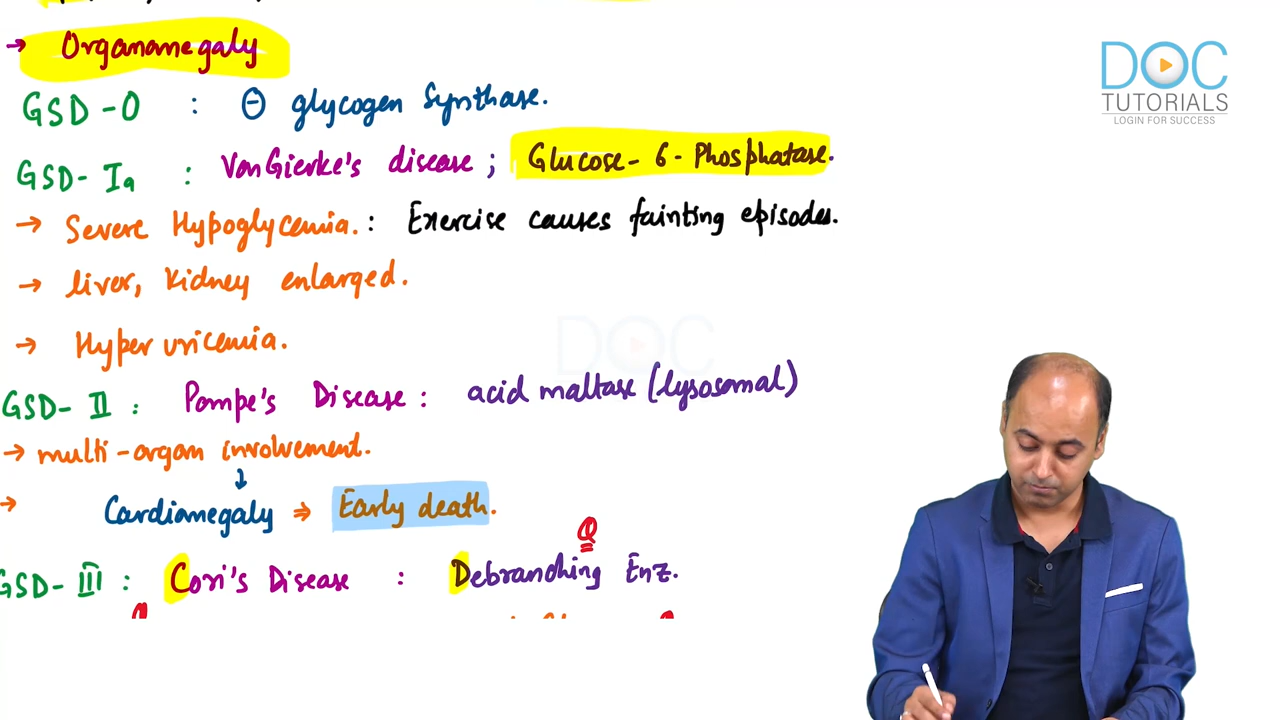 → Organomegaly
DOC
TUTORIALS
LOGIN FOR SUCCESS
GSD-0 : ⊖ glycogen Synthase.
GSD-Ia : VonGierke's disease; Glucose-6-Phosphatase.
→ Severe Hypoglycemia. : Exercise causes fainting episodes.
→ liver, kidney enlarged.
→ Hyperuricemia.
DOC
GSD-II : Pompe's Disease : acid maltase (lysosomal)
→ multi-organ involvement.
↓
→ Cardiomegaly ⇒ Early death.
Q
GSD-III : Cori's Disease : Debranching Enz.